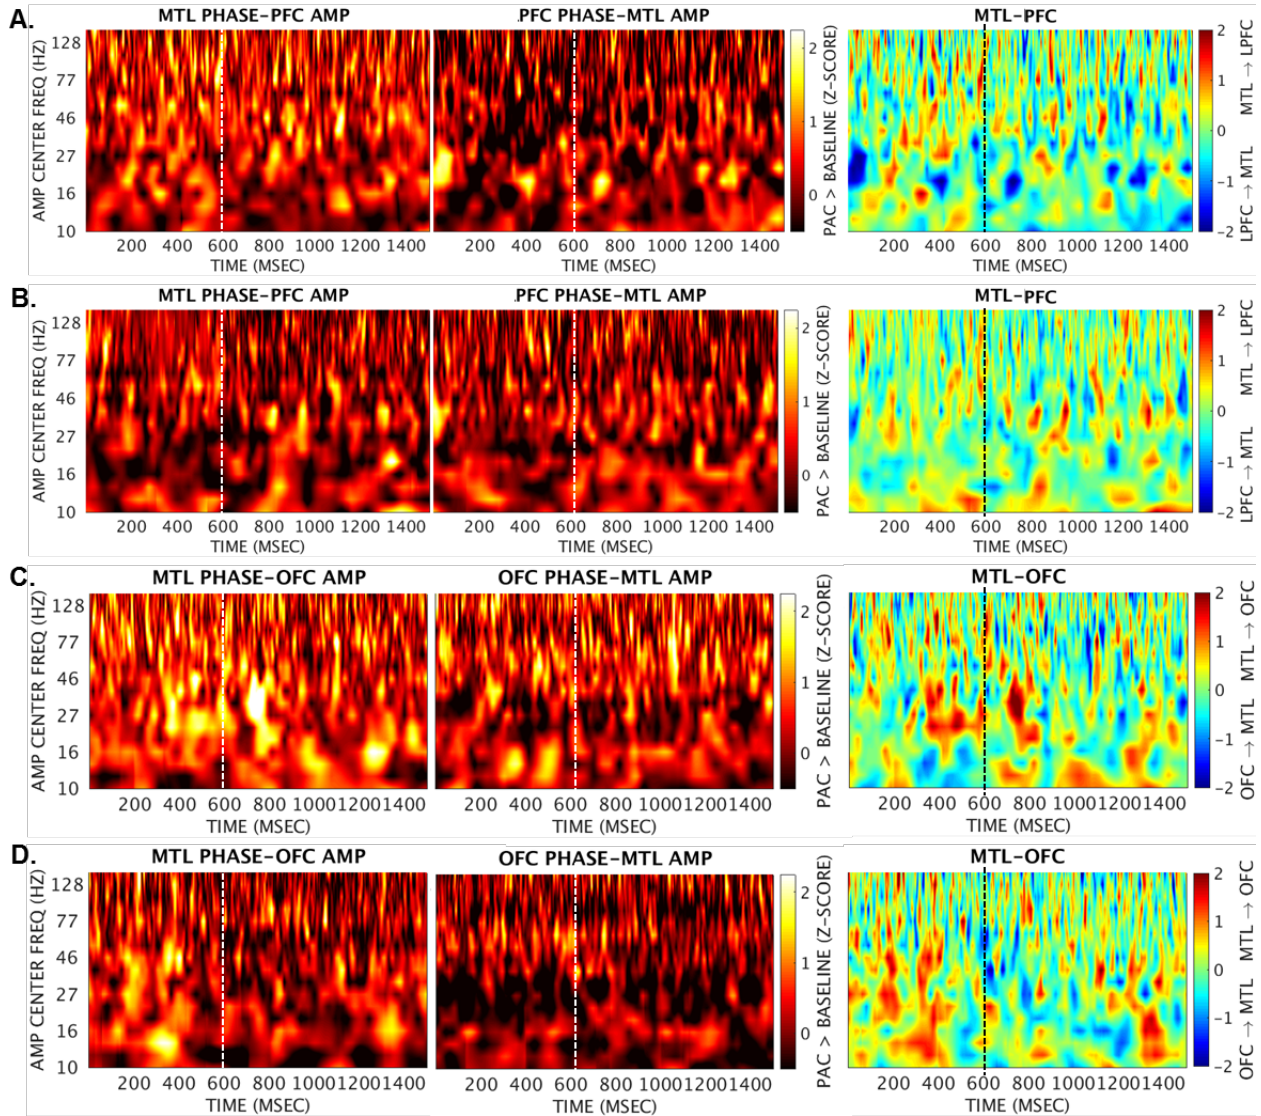 A.
MTL PHASE-PFC AMP
PFC PHASE-MTL AMP
MTL-PFC
AMP CENTER FREQ (HZ)
128
77
46
27
16
10
200 400 600 800 1000 1200 1400
TIME (MSEC)
200 400 600 800 1000 1200 1400
TIME (MSEC)
2
1
0
PAC > BASELINE (Z-SCORE)
200 400 600 800 1000 1200 1400
TIME (MSEC)
2
1
0
-1
-2
LPFC → MTL MTL → LPFC
B.
MTL PHASE-PFC AMP
PFC PHASE-MTL AMP
MTL-PFC
AMP CENTER FREQ (HZ)
128
77
46
27
16
10
200 400 600 800 1000 1200 1400
TIME (MSEC)
200 400 600 800 1000 1200 1400
TIME (MSEC)
2
1
0
PAC > BASELINE (Z-SCORE)
200 400 600 800 1000 1200 1400
TIME (MSEC)
2
1
0
-1
-2
LPFC → MTL MTL → LPFC
C.
MTL PHASE-OFC AMP
OFC PHASE-MTL AMP
MTL-OFC
AMP CENTER FREQ (HZ)
128
77
46
27
16
10
200 400 600 800 1000 1200 1400
TIME (MSEC)
200 400 600 800 1000 1200 1400
TIME (MSEC)
2
1
0
PAC > BASELINE (Z-SCORE)
200 400 600 800 1000 1200 1400
TIME (MSEC)
2
1
0
-1
-2
OFC → MTL MTL → OFC
D.
MTL PHASE-OFC AMP
OFC PHASE-MTL AMP
MTL-OFC
AMP CENTER FREQ (HZ)
128
77
46
27
16
10
200 400 600 800 1000 1200 1400
TIME (MSEC)
200 400 600 800 1000 1200 1400
TIME (MSEC)
2
1
0
PAC > BASELINE (Z-SCORE)
200 400 600 800 1000 1200 1400
TIME (MSEC)
2
1
0
-1
-2
OFC → MTL MTL → OFC